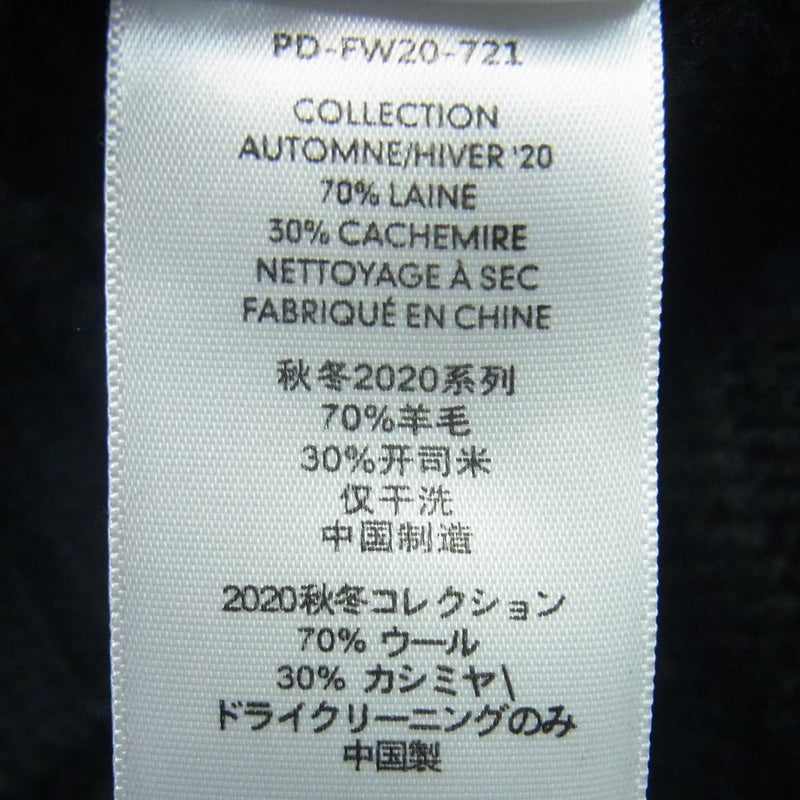 PD-FW20-721
COLLECTION
AUTOMNE/HIVER '20
70% LAINE
30% CACHEMIRE
NETTOYAGE À SEC
FABRIQUÉ EN CHINE
秋冬2020系列
70%羊毛
30%开司米
仅干洗
中国制造
2020秋冬コレクション
70% ウール
30% カシミヤ\
ドライクリーニングのみ
中国製